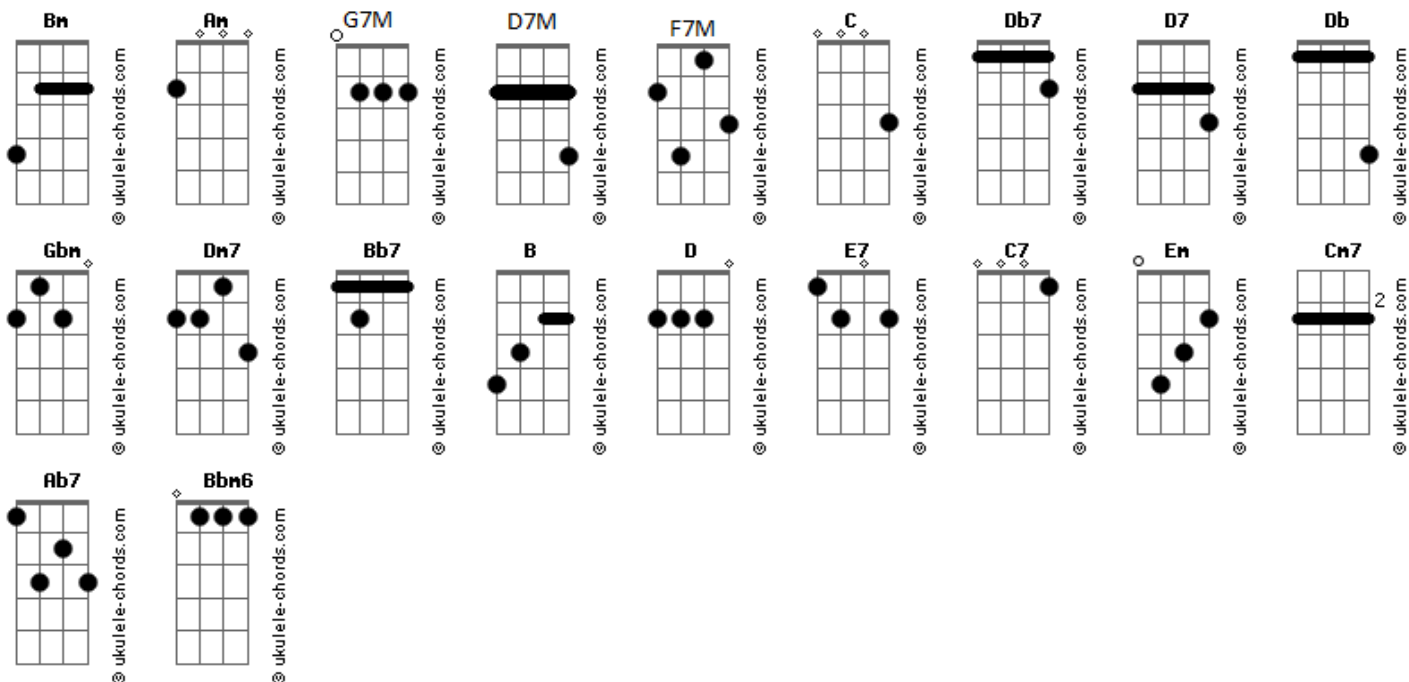 Bm Am G7M D7M F7M C Db7 D7 Db
© ukulele-chords.com © ukulele-chords.com © ukulele-chords.com © ukulele-chords.com © ukulele-chords.com © ukulele-chords.com © ukulele-chords.com © ukulele-chords.com © ukulele-chords.com
Gbm Dm7 Bb7 B D E7 C7 Em Cm7
2
© ukulele-chords.com © ukulele-chords.com © ukulele-chords.com © ukulele-chords.com © ukulele-chords.com © ukulele-chords.com © ukulele-chords.com © ukulele-chords.com © ukulele-chords.com
Ab7 Bbm6
© ukulele-chords.com © ukulele-chords.com